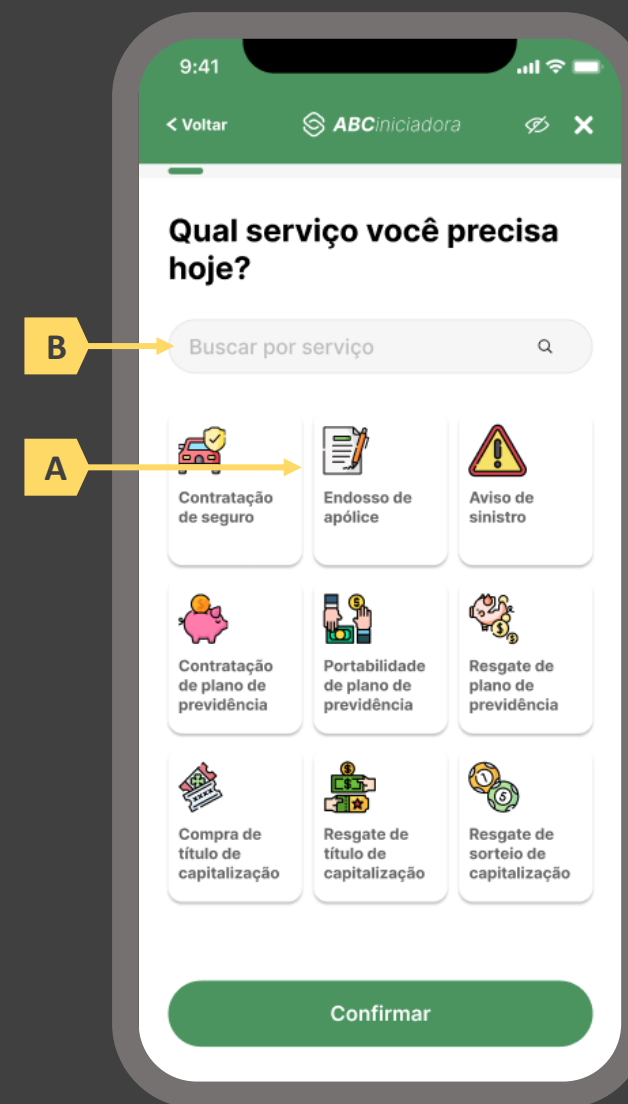 9:41
< Voltar
ABCiniciadora
Qual serviço você precisa
hoje?
B
Buscar por serviço
A
Contratação
de seguro
Endosso de
apólice
Aviso de
sinistro
Contratação
de plano de
previdência
Portabilidade
de plano de
previdência
Resgate de
plano de
previdência
Compra de
título de
capitalização
Resgate de
título de
capitalização
Resgate de
sorteio de
capitalização
Confirmar